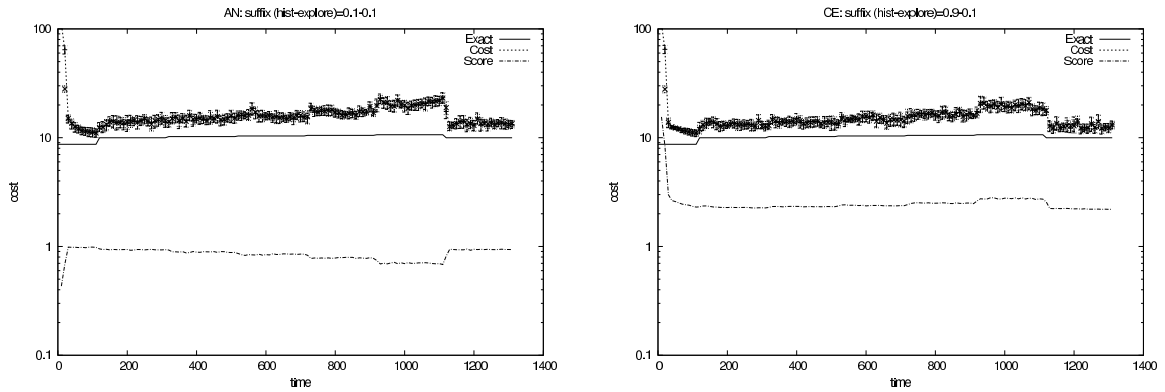 AN: suffix (hist-explore)=0.1-0.1
100
10
1
0.1
cost
0 200 400 600 800 1000 1200 1400
time
Exact
Cost
Score
CE: suffix (hist-explore)=0.9-0.1
100
10
1
0.1
cost
0 200 400 600 800 1000 1200 1400
time
Exact
Cost
Score